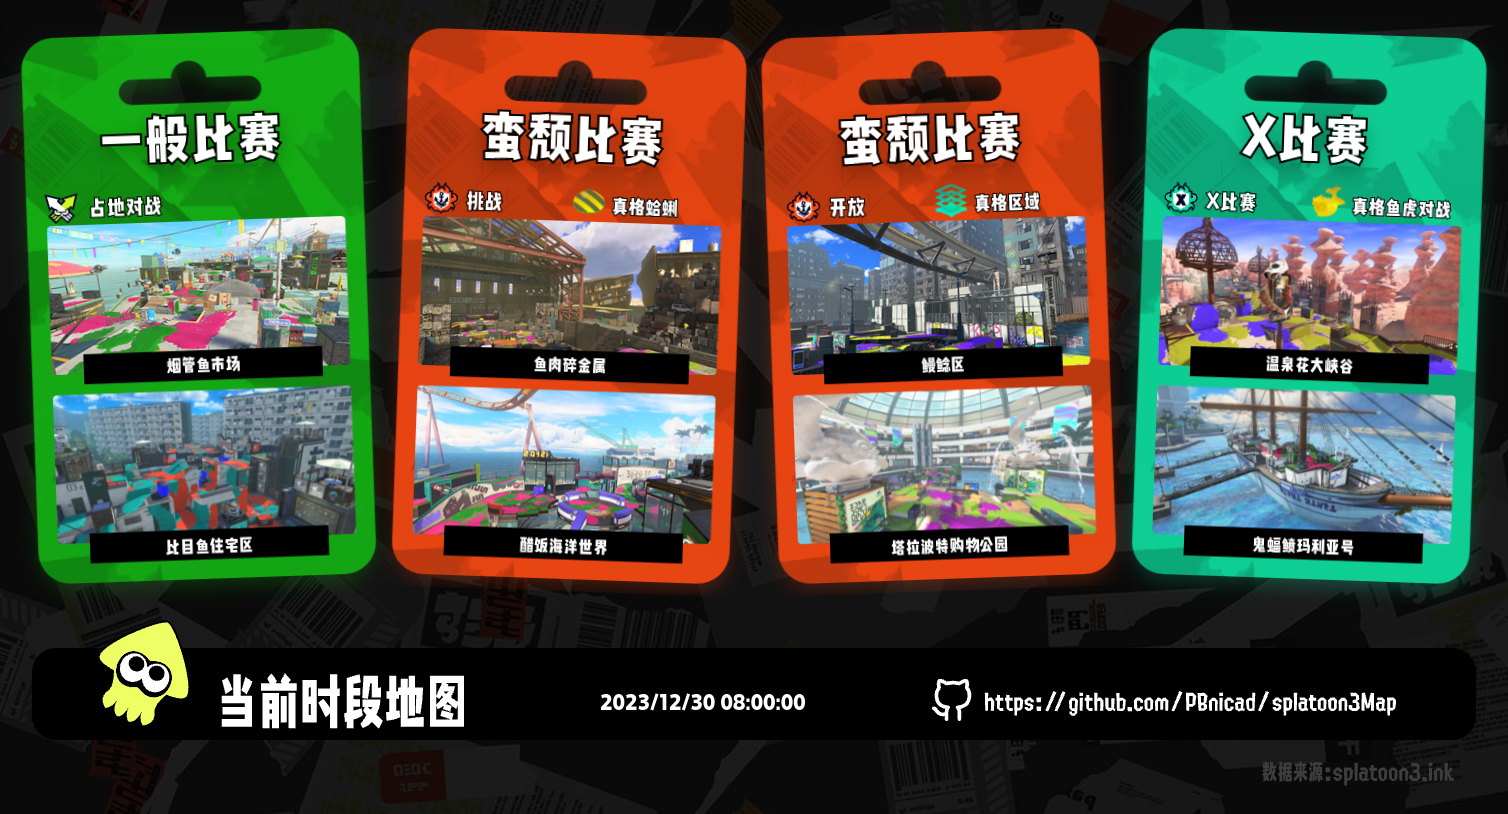 一般比赛
占地对战
烟管鱼市场
比目鱼住宅区
蛮颓比赛
挑战
真格蛤蜊
鱼肉碎金属
醋饭海洋世界
蛮颓比赛
开放
真格区域
鳗鲶区
塔拉波特购物公园
X比赛
X比赛
真格鱼虎对战
温泉花大峡谷
鬼蝠鲼玛利亚号
当前时段地图
2023/12/30 08:00:00
https://github.com/PBnicad/splatoon3Map
数据来源:splatoon3.ink